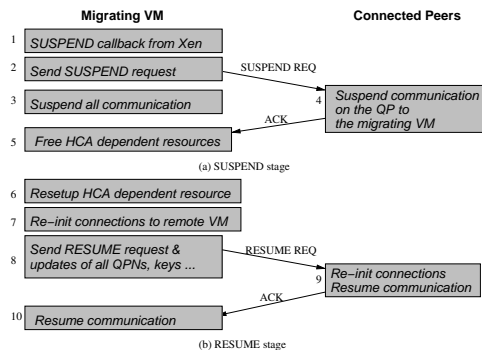 Migrating VM
Connected Peers
1
SUSPEND callback from Xen
2
Send SUSPEND request
SUSPEND REQ
3
Suspend all communication
4
Suspend communication
on the QP to
the migrating VM
ACK
5
Free HCA dependent resources
(a) SUSPEND stage
6
Resetup HCA dependent resource
7
Re−init connections to remote VM
8
Send RESUME request &
updates of all QPNs, keys ...
RESUME REQ
9
Re−init connections
Resume communication
ACK
10
Resume communication
(b) RESUME stage